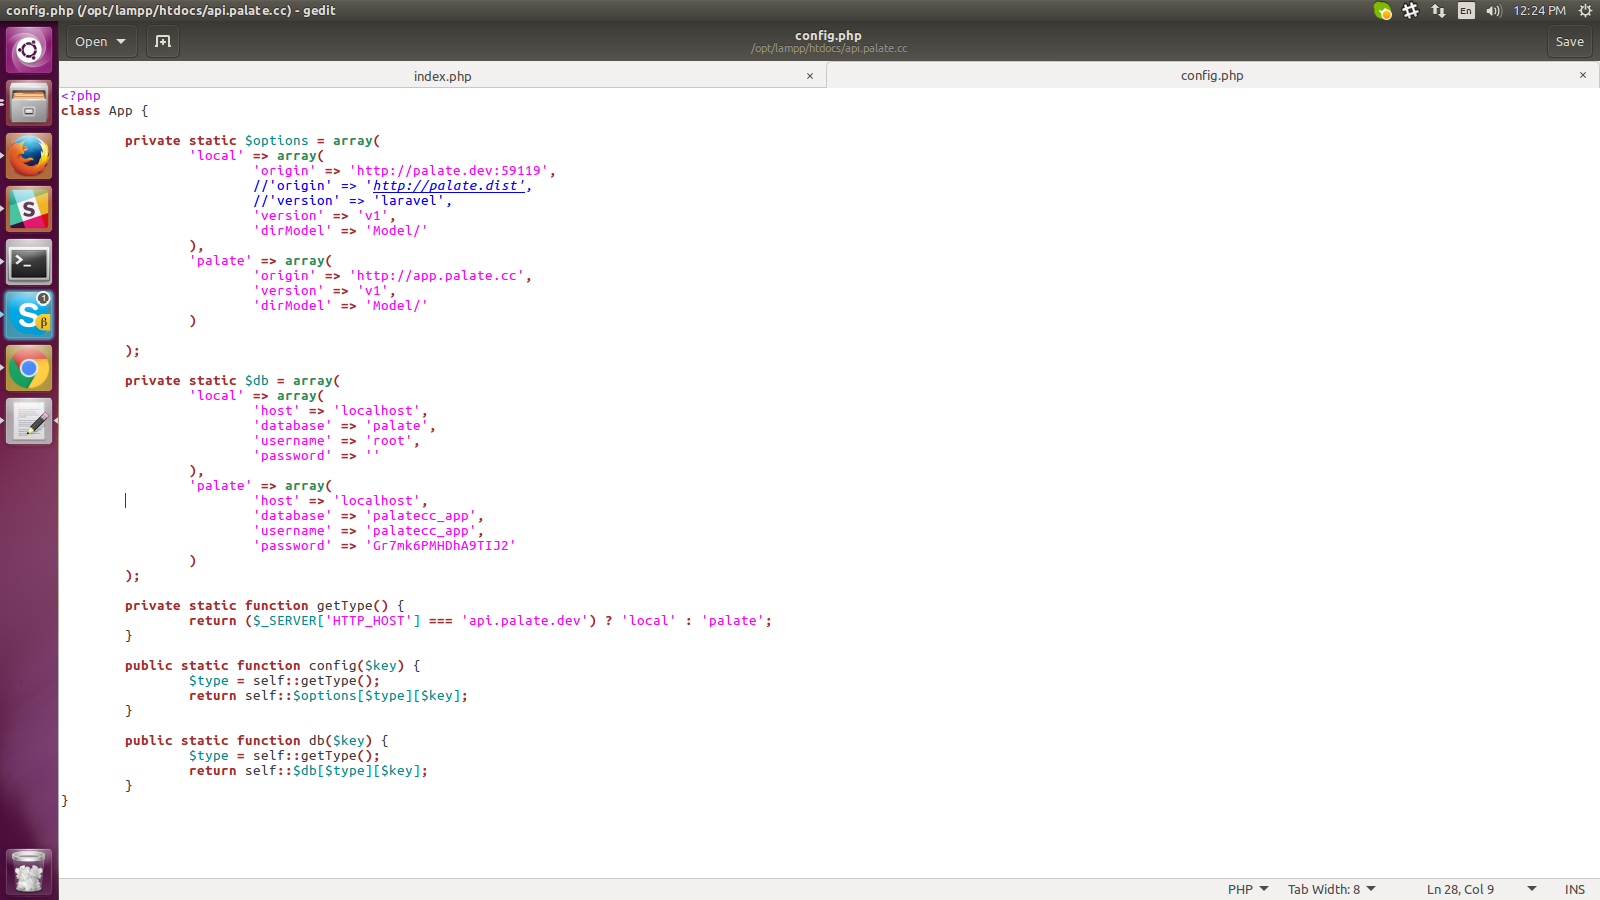 config.php (/opt/lampp/htdocs/api.palate.cc) - gedit
En
12:24 PM
Open
config.php
/opt/lampp/htdocs/api.palate.cc
Save
index.php ×
config.php ×
<?php
class App {
private static $options = array(
'local' => array(
'origin' => 'http://palate.dev:59119',
//'origin' => 'http://palate.dist',
//'version' => 'laravel',
'version' => 'v1',
'dirModel' => 'Model/'
),
'palate' => array(
'origin' => 'http://app.palate.cc',
'version' => 'v1',
'dirModel' => 'Model/'
)
);
private static $db = array(
'local' => array(
'host' => 'localhost',
'database' => 'palate',
'username' => 'root',
'password' => ''
),
'palate' => array(
'host' => 'localhost',
'database' => 'palatecc_app',
'username' => 'palatecc_app',
'password' => 'Gr7mk6PMHDhA9TIJ2'
)
);
private static function getType() {
return ($_SERVER['HTTP_HOST'] === 'api.palate.dev') ? 'local' : 'palate';
}
public static function config($key) {
$type = self::getType();
return self::$options[$type][$key];
}
public static function db($key) {
$type = self::getType();
return self::$db[$type][$key];
}
}
PHP
Tab Width: 8
Ln 28, Col 9
INS
S
>_
S
1
β